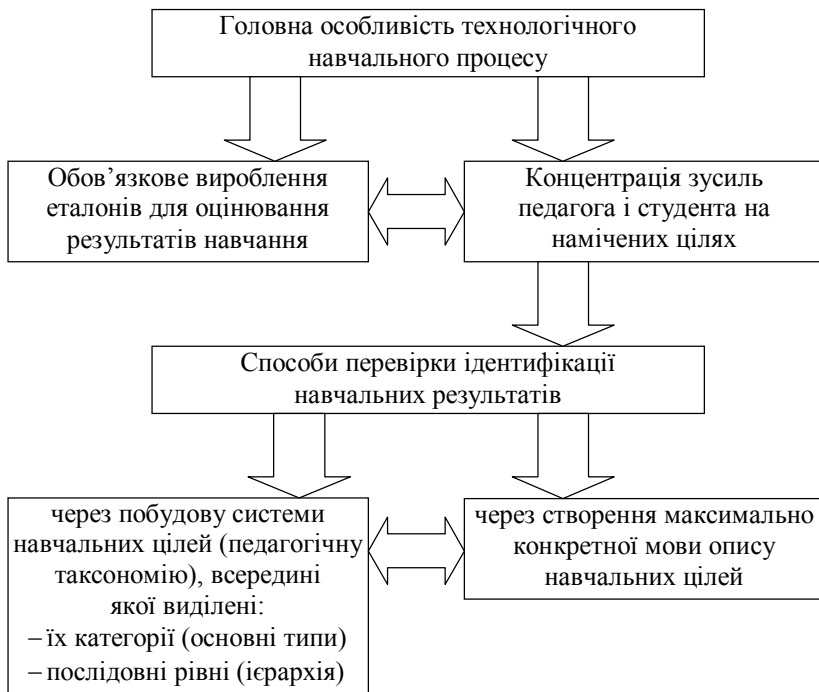 Головна особливість технологічного
навчального процесу
Обов’язкове вироблення
еталонів для оцінювання
результатів навчання
Концентрація зусиль
педагога і студента на
намічених цілях
Способи перевірки ідентифікації
навчальних результатів
через побудову системи
навчальних цілей (педагогічну
таксономію), всередині
якої виділені:
– їх категорії (основні типи)
– послідовні рівні (ієрархія)
через створення максимально
конкретної мови опису
навчальних цілей